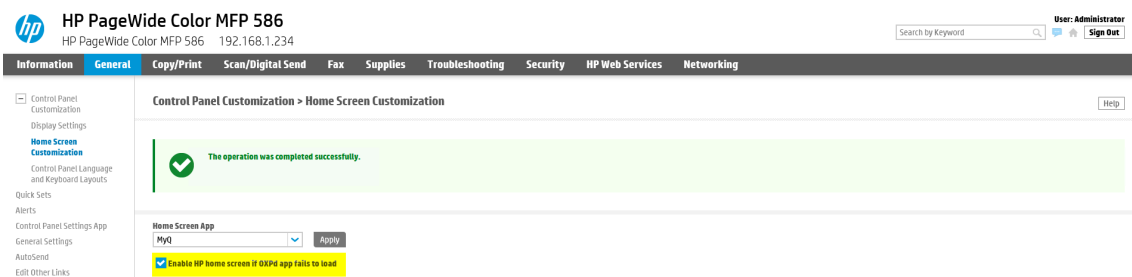 hp
HP PageWide Color MFP 586
HP PageWide Color MFP 586 192.168.1.234
User: Administrator
Search by Keyword
Sign Out
Information General Copy/Print Scan/Digital Send Fax Supplies Troubleshooting Security HP Web Services Networking
Control Panel
Customization
Display Settings
Home Screen
Customization
Control Panel Language
and Keyboard Layouts
Quick Sets
Alerts
Control Panel Settings App
General Settings
AutoSend
Edit Other Links
Control Panel Customization > Home Screen Customization
Help
The operation was completed successfully.
Home Screen App
MyQ
Apply
Enable HP home screen if OXPd app fails to load